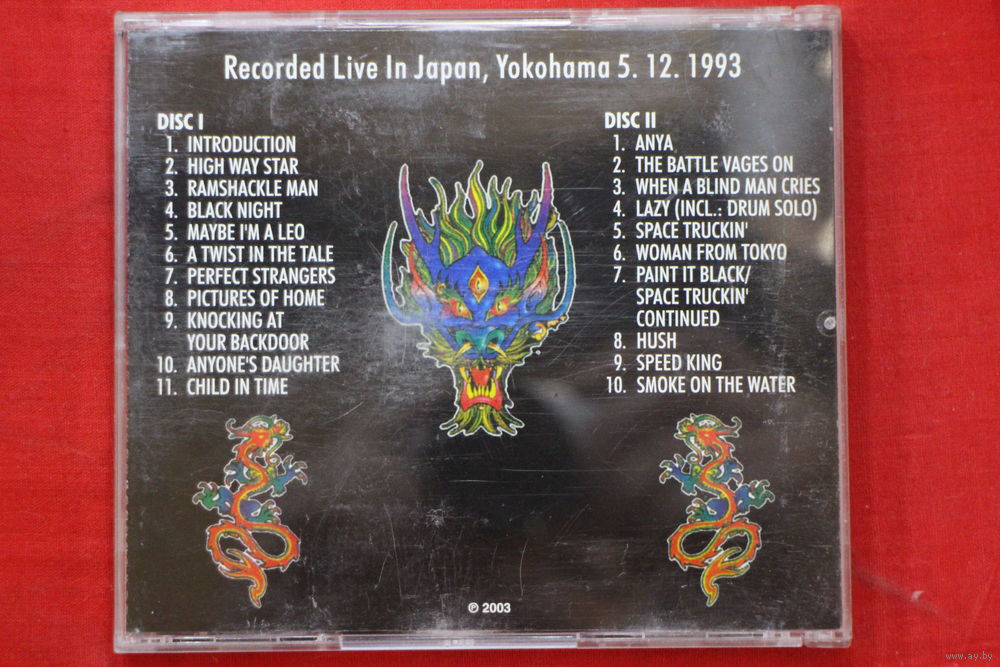 Recorded Live In Japan, Yokohama 5. 12. 1993
DISC I
1. INTRODUCTION
2. HIGH WAY STAR
3. RAMSHACKLE MAN
4. BLACK NIGHT
5. MAYBE I'M A LEO
6. A TWIST IN THE TALE
7. PERFECT STRANGERS
8. PICTURES OF HOME
9. KNOCKING AT
YOUR BACKDOOR
10. ANYONE'S DAUGHTER
11. CHILD IN TIME
DISC II
1. ANYA
2. THE BATTLE VAGES ON
3. WHEN A BLIND MAN CRIES
4. LAZY (INCL.: DRUM SOLO)
5. SPACE TRUCKIN'
6. WOMAN FROM TOKYO
7. PAINT IT BLACK/
SPACE TRUCKIN'
CONTINUED
8. HUSH
9. SPEED KING
10. SMOKE ON THE WATER
℗ 2003
www.ay.by